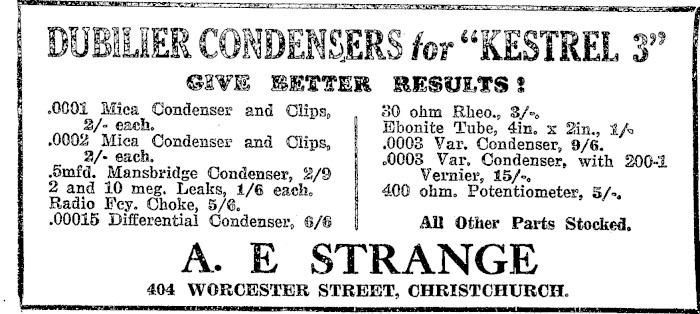 DUBILIER CONDENSERS for "KESTREL 3"
GIVE BETTER RESULTS!
.0001 Mica Condenser and Clips,
2/- each.
.0002 Mica Condenser and Clips,
2/- each.
.5mfd. Mansbridge Condenser, 2/9
2 and 10 meg. Leaks, 1/6 each.
Radio Fcy. Choke, 5/6.
.00015 Differential Condenser, 6/6
30 ohm Rheo., 3/-.
Ebonite Tube, 4in. x 2in., 1/-
.0003 Var. Condenser, 9/6.
.0003 Var. Condenser, with 200-1
Vernier, 15/-.
400 ohm. Potentiometer, 5/-.
All Other Parts Stocked.
A. E STRANGE
404 WORCESTER STREET, CHRISTCHURCH.